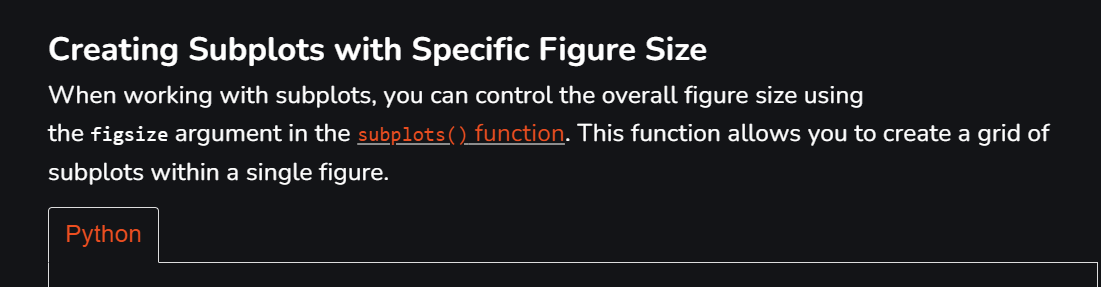 Creating Subplots with Specific Figure Size
When working with subplots, you can control the overall figure size using
the figsize argument in the subplots() function. This function allows you to create a grid of
subplots within a single figure.
Python